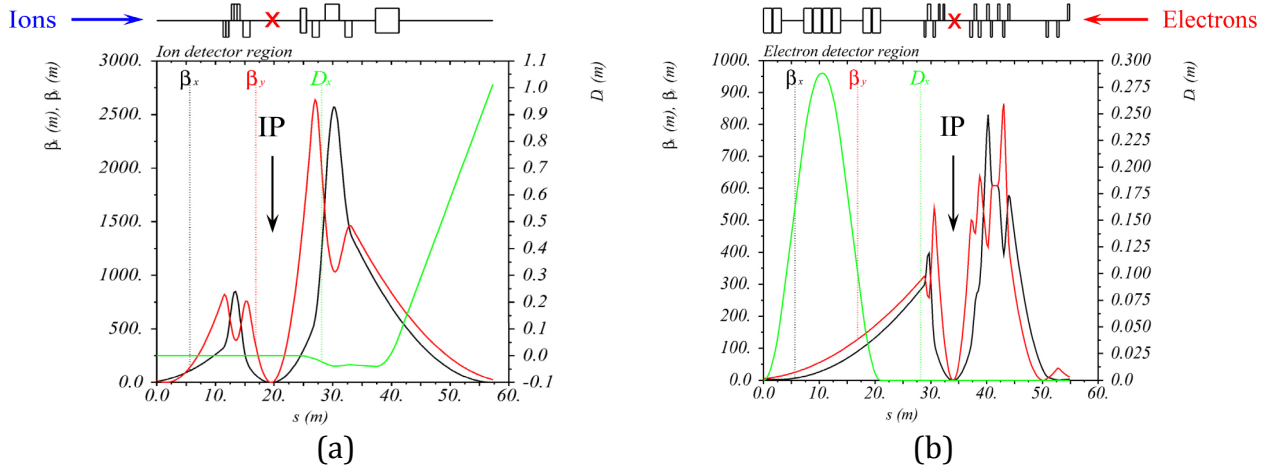 Ions
Electrons
Ion detector region
3000.
2500
2000.
1500
1000
500.
0.0
β (m), β (m)
βx
βy
Dx
IP
1.1
1.0
0.9
0.8
0.7
0.6
0.5
0.4
0.3
0.2
0.1
0.0
-0.1
D (m)
0.0
10.
20.
30.
40.
50.
60.
s (m)
(a)
Electron detector region
1000.
900.
800.
700.
600.
500.
400.
300.
200.
100.
0.0
β (m), β (m)
βx
βy
Dx
IP
0.300
0.275
0.250
0.225
0.200
0.175
0.150
0.125
0.100
0.075
0.050
0.025
0.0
D (m)
0.0
10.
20.
30.
40.
50.
60.
s (m)
(b)